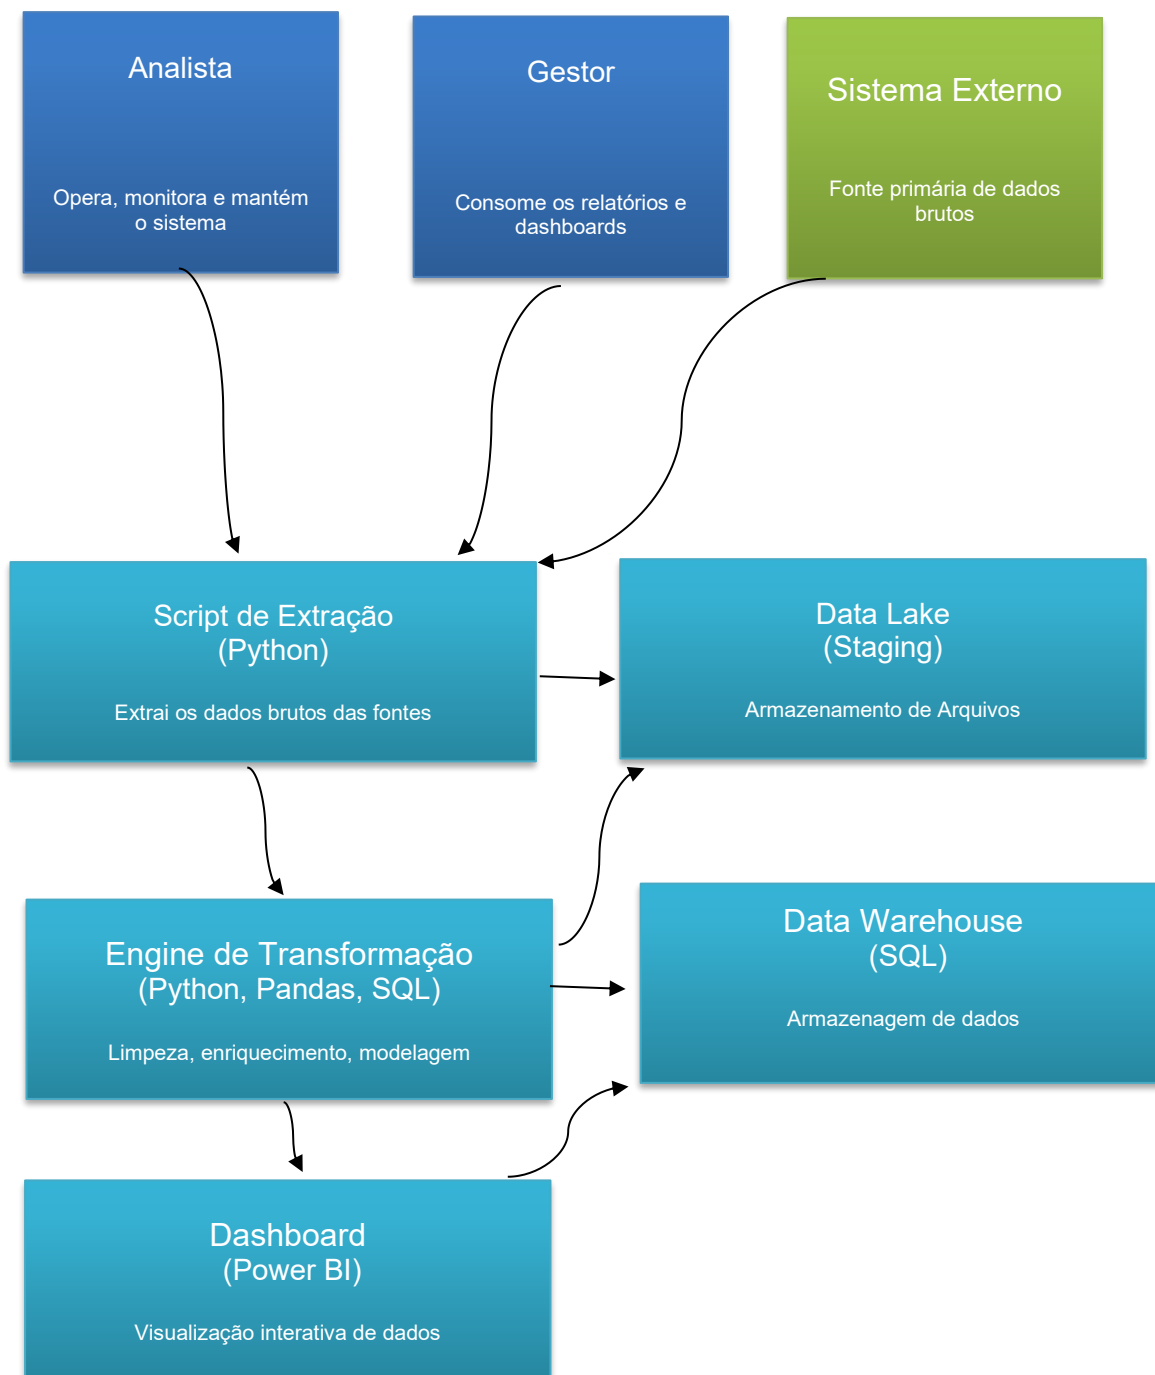 Analista
Opera, monitora e mantém
o sistema
Gestor
Consome os relatórios e
dashboards
Sistema Externo
Fonte primária de dados
brutos
Script de Extração
(Python)
Extrai os dados brutos das fontes
Data Lake
(Staging)
Armazenamento de Arquivos
Engine de Transformação
(Python, Pandas, SQL)
Limpeza, enriquecimento, modelagem
Data Warehouse
(SQL)
Armazenagem de dados
Dashboard
(Power BI)
Visualização interativa de dados